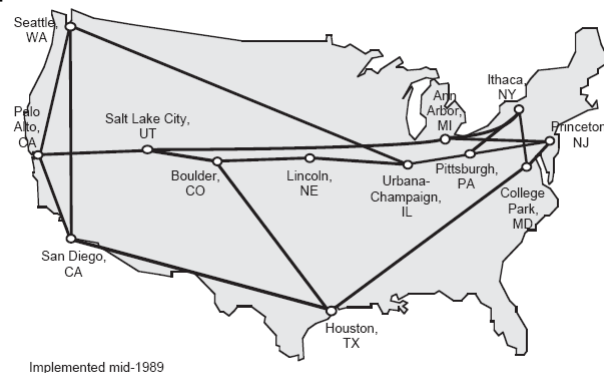 Seattle,
WA
Palo
Alto,
CA
Salt Lake City,
UT
Boulder,
CO
Lincoln,
NE
Urbana-
Champaign,
IL
Ann
Arbor,
MI
Ithaca,
NY
Pittsburgh,
PA
Princeton
NJ
College
Park,
MD
San Diego,
CA
Houston,
TX
Implemented mid-1989